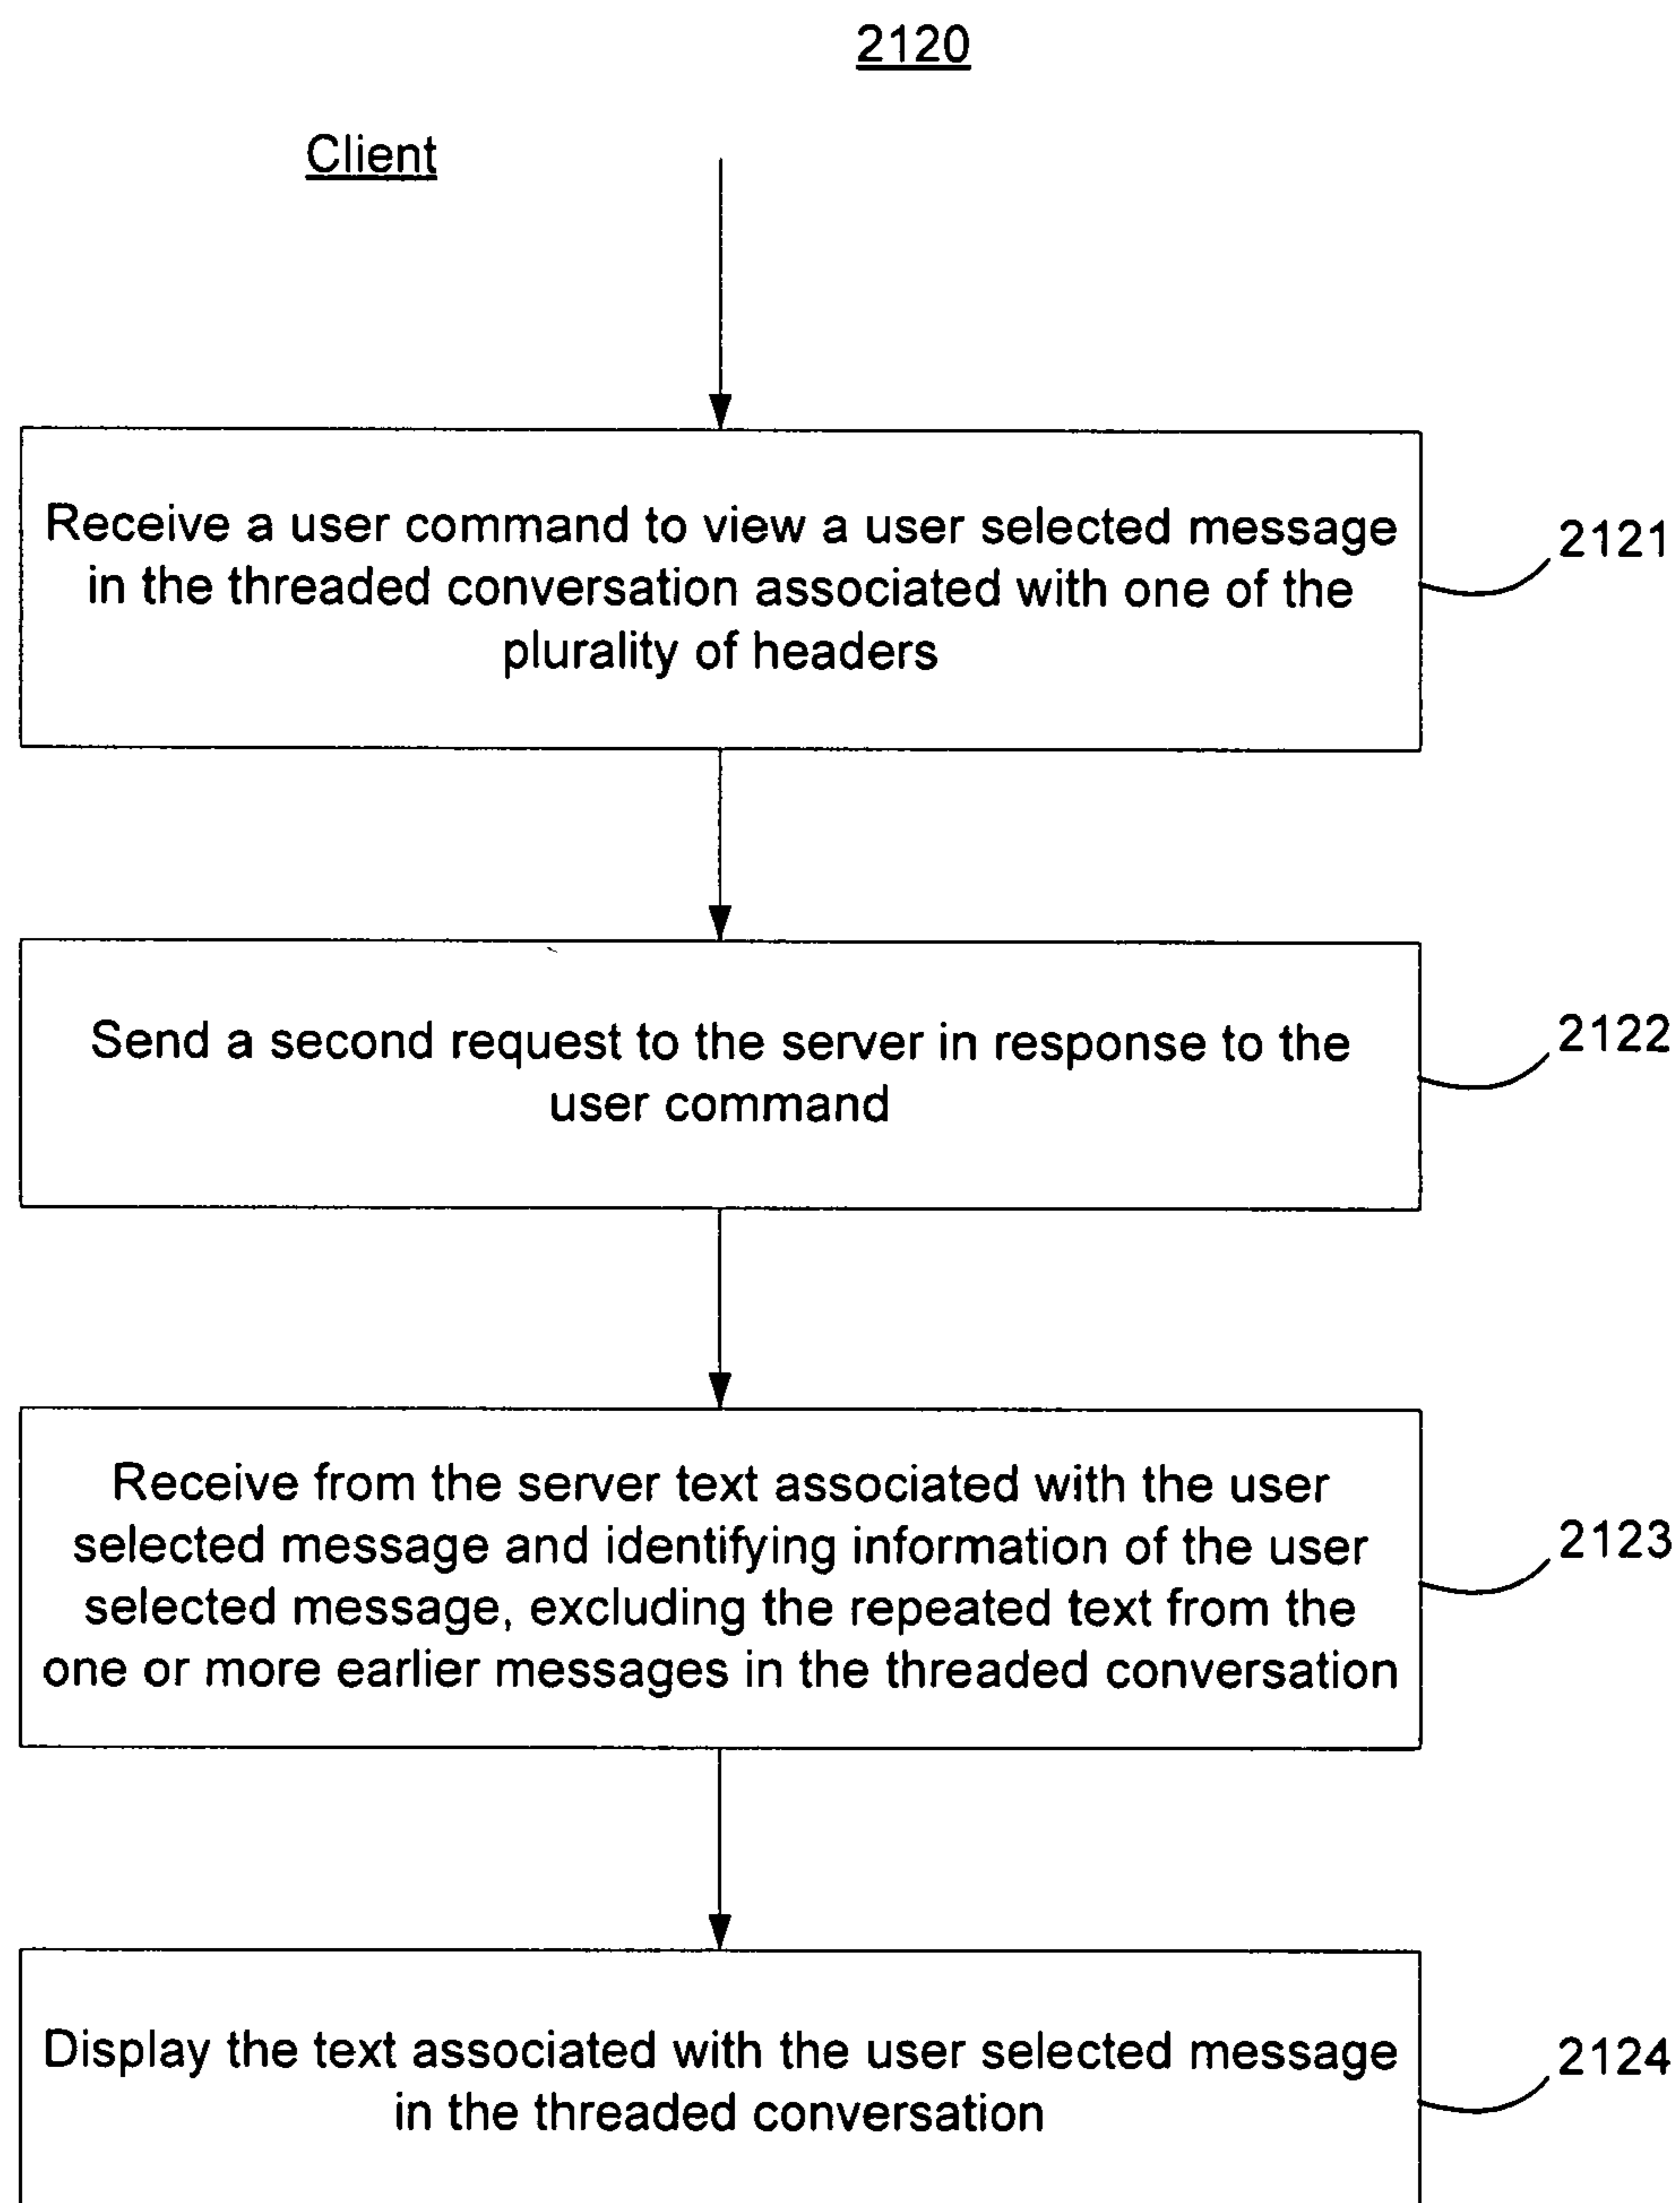 2120
Client
Receive a user command to view a user selected message
in the threaded conversation associated with one of the
plurality of headers
2121
Send a second request to the server in response to the
user command
2122
Receive from the server text associated with the user
selected message and identifying information of the user
selected message, excluding the repeated text from the
one or more earlier messages in the threaded conversation
2123
Display the text associated with the user selected message
in the threaded conversation
2124